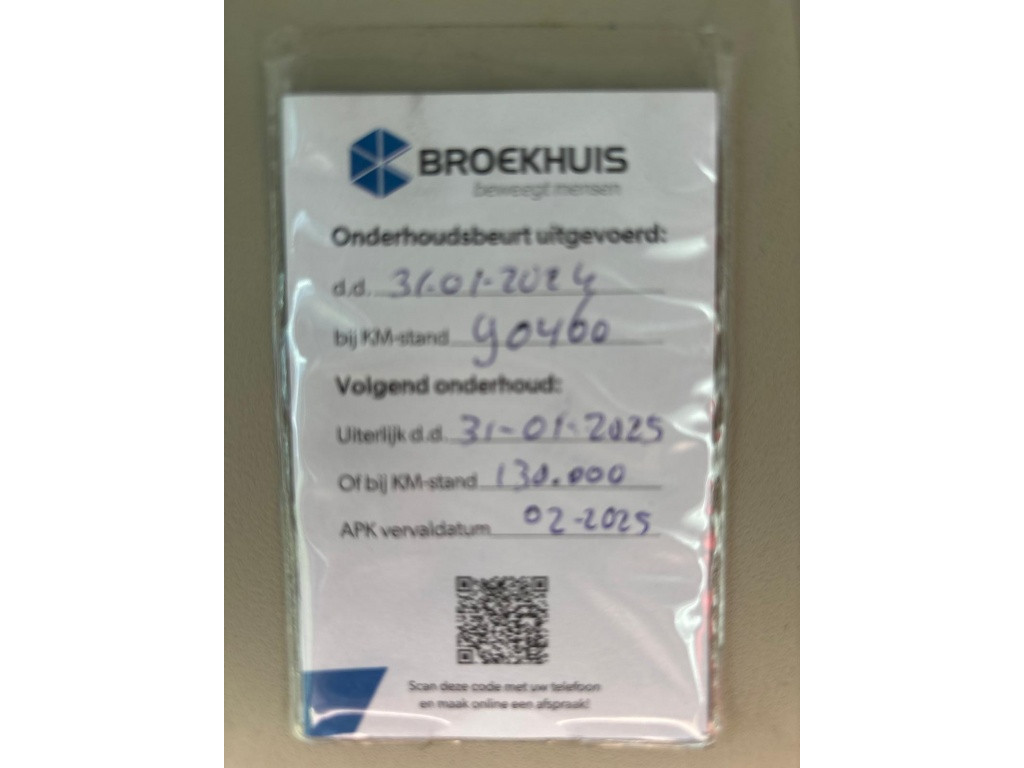 BROEKHUIS
beweegt mensen
Onderhoudsbeurt uitgevoerd:
d.d. 31-01-2024
bij KM-stand 90460
Volgend onderhoud:
Uiterlijk d.d. 31-01-2025
Of bij KM-stand 130.000
APK vervaldatum 02-2025
Scan deze code met uw telefoon
en maak online een afspraak!